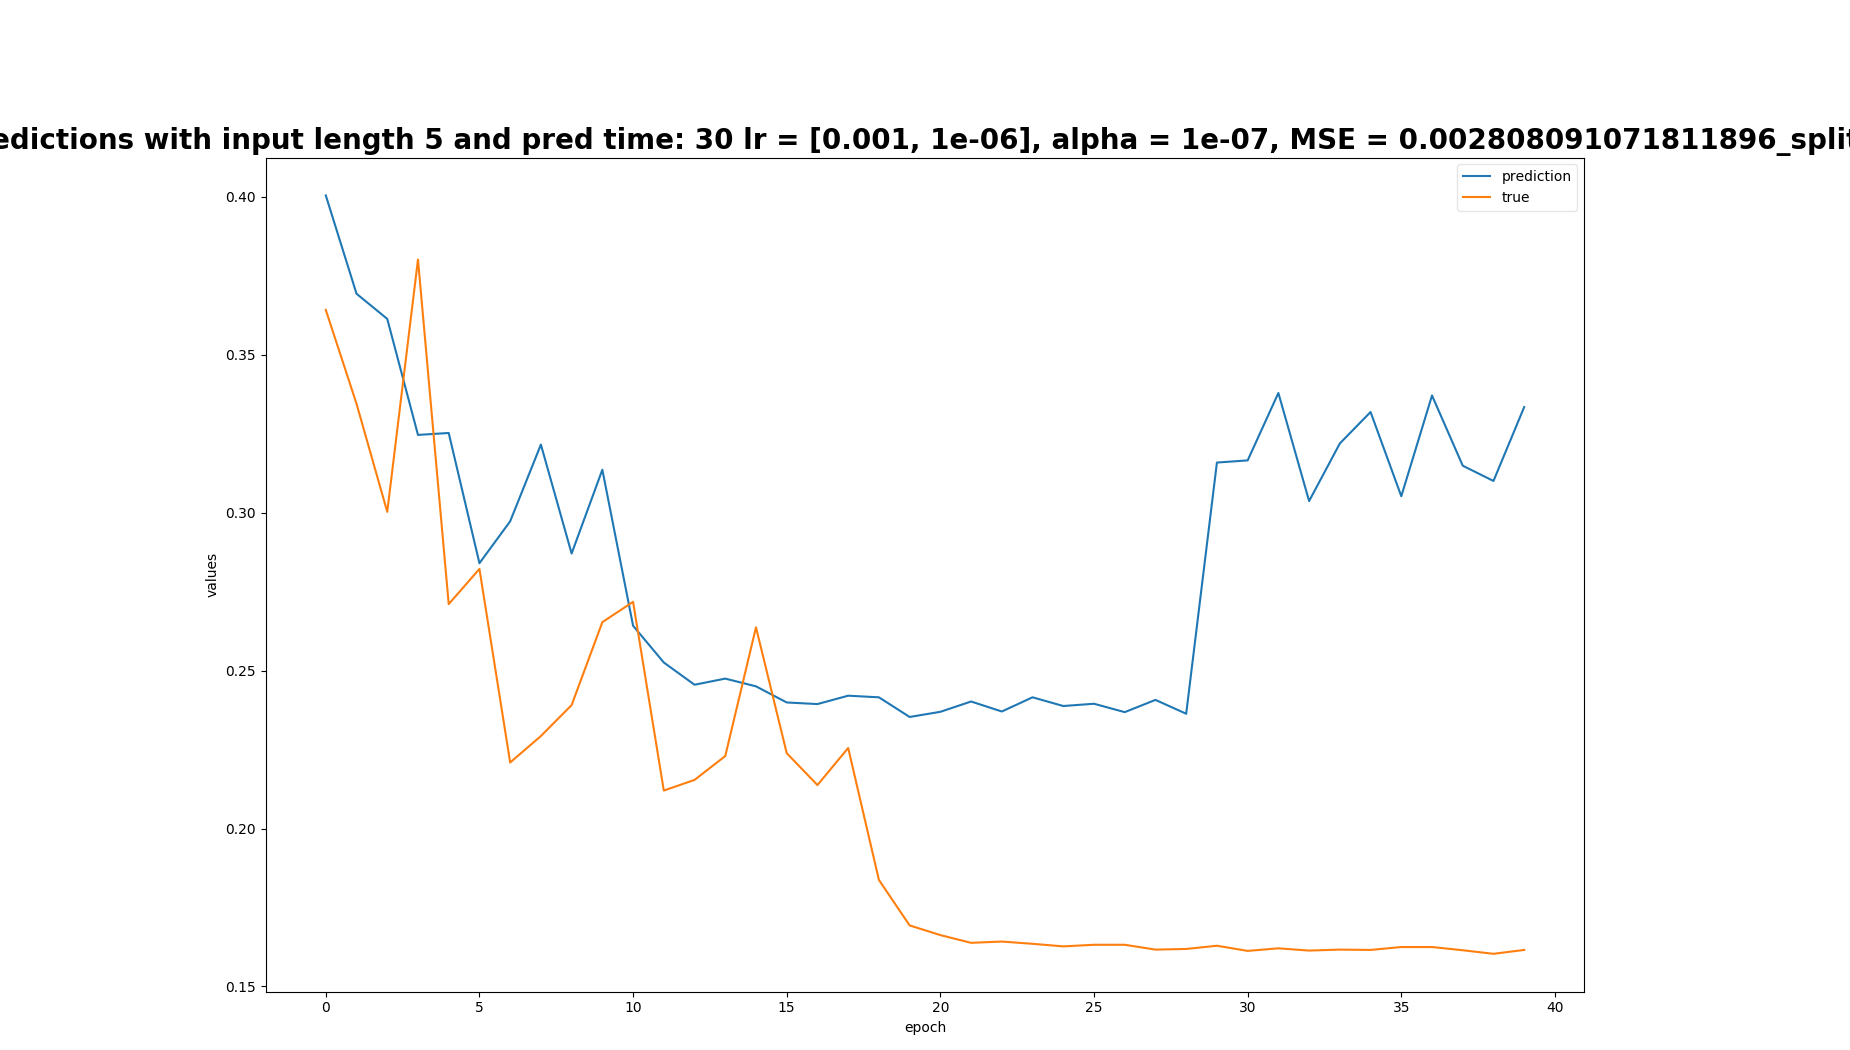 edictions with input length 5 and pred time: 30 lr = [0.001, 1e-06], alpha = 1e-07, MSE = 0.002808091071811896_split
prediction
true
0.40
0.35
0.30
0.25
0.20
0.15
values
0 5 10 15 20 25 30 35 40
epoch